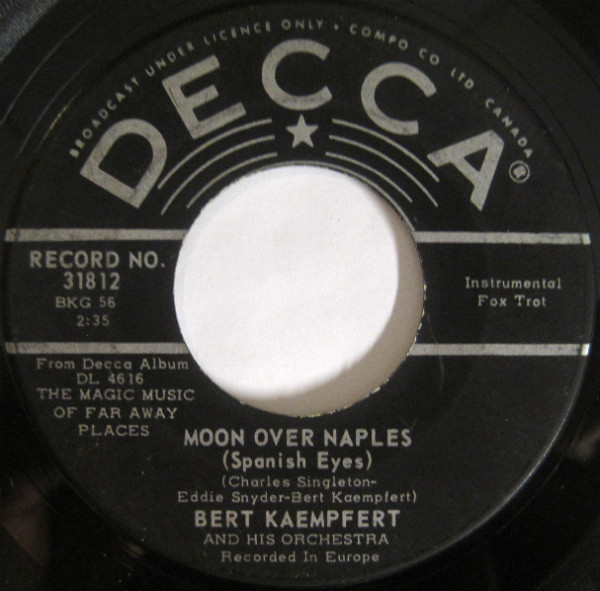 BROADCAST UNDER LICENCE ONLY • COMPO CO LTD. CANADA
DECCA®
RECORD NO.
31812
BKG 56
2:35
Instrumental
Fox Trot
From Decca Album
DL 4616
THE MAGIC MUSIC
OF FAR AWAY
PLACES
MOON OVER NAPLES
(Spanish Eyes)
(Charles Singleton-
Eddie Snyder-Bert Kaempfert)
BERT KAEMPFERT
AND HIS ORCHESTRA
Recorded In Europe